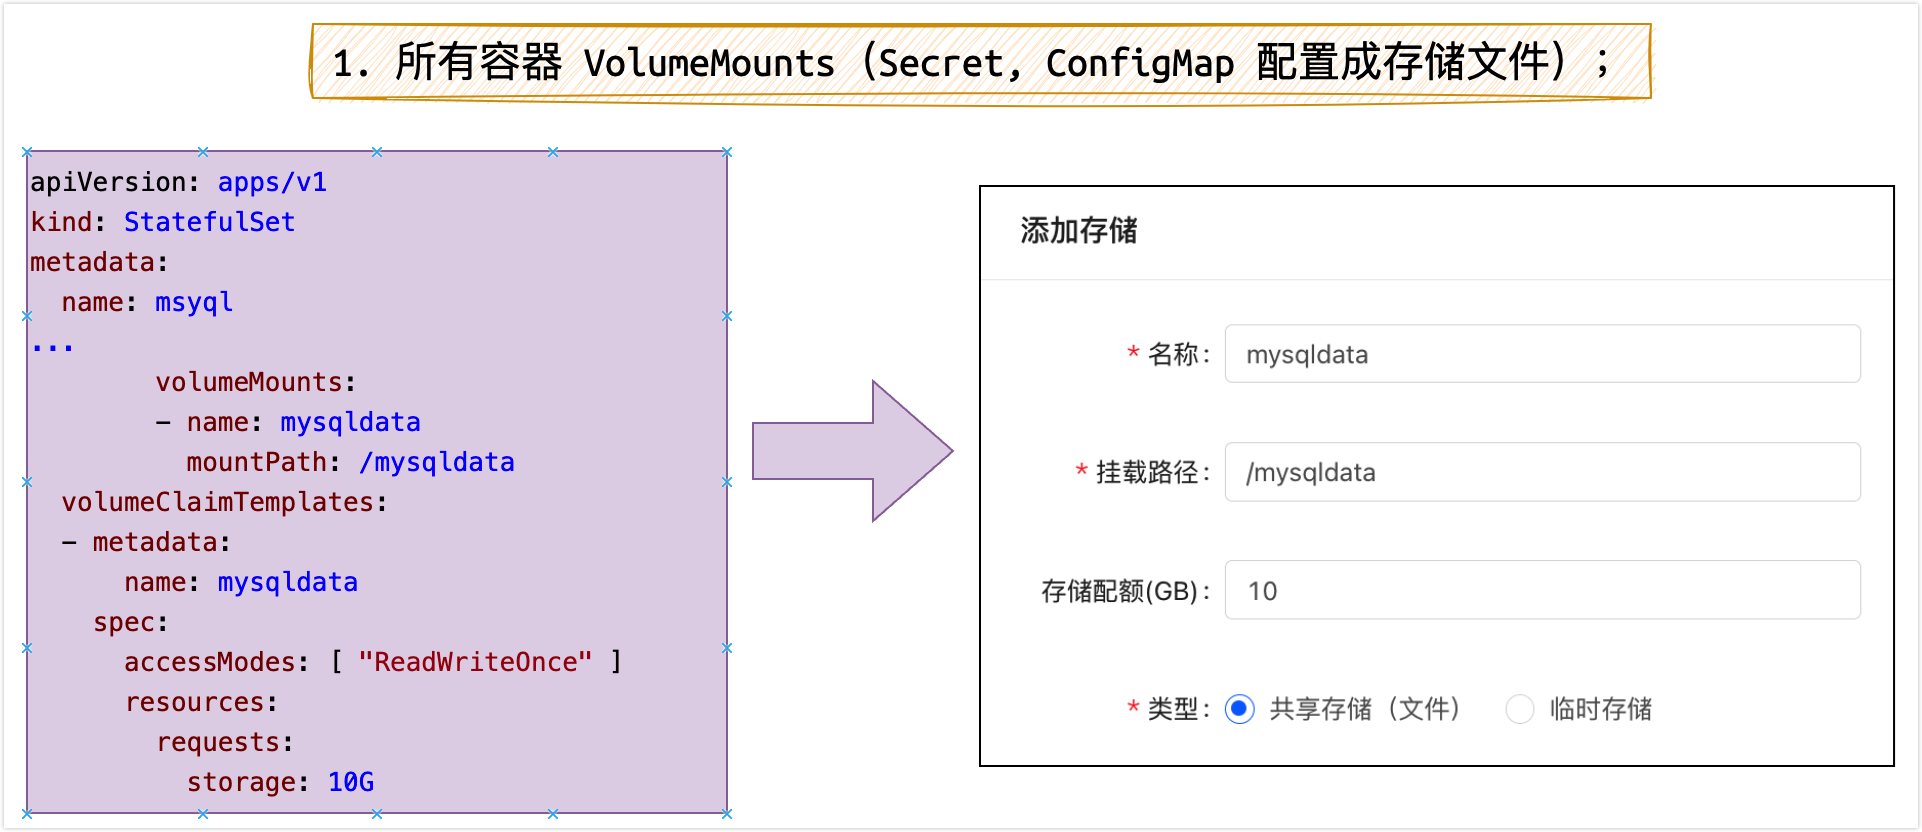 1. 所有容器 VolumeMounts（Secret, ConfigMap 配置成存储文件）；
apiVersion: apps/v1
kind: StatefulSet
metadata:
  name: msyql
...
        volumeMounts:
        - name: mysqldata
          mountPath: /mysqldata
  volumeClaimTemplates:
  - metadata:
      name: mysqldata
    spec:
      accessModes: [ "ReadWriteOnce" ]
      resources:
        requests:
          storage: 10G
添加存储
* 名称： mysqldata
* 挂载路径： /mysqldata
存储配额(GB)： 10
* 类型： 共享存储（文件） 临时存储